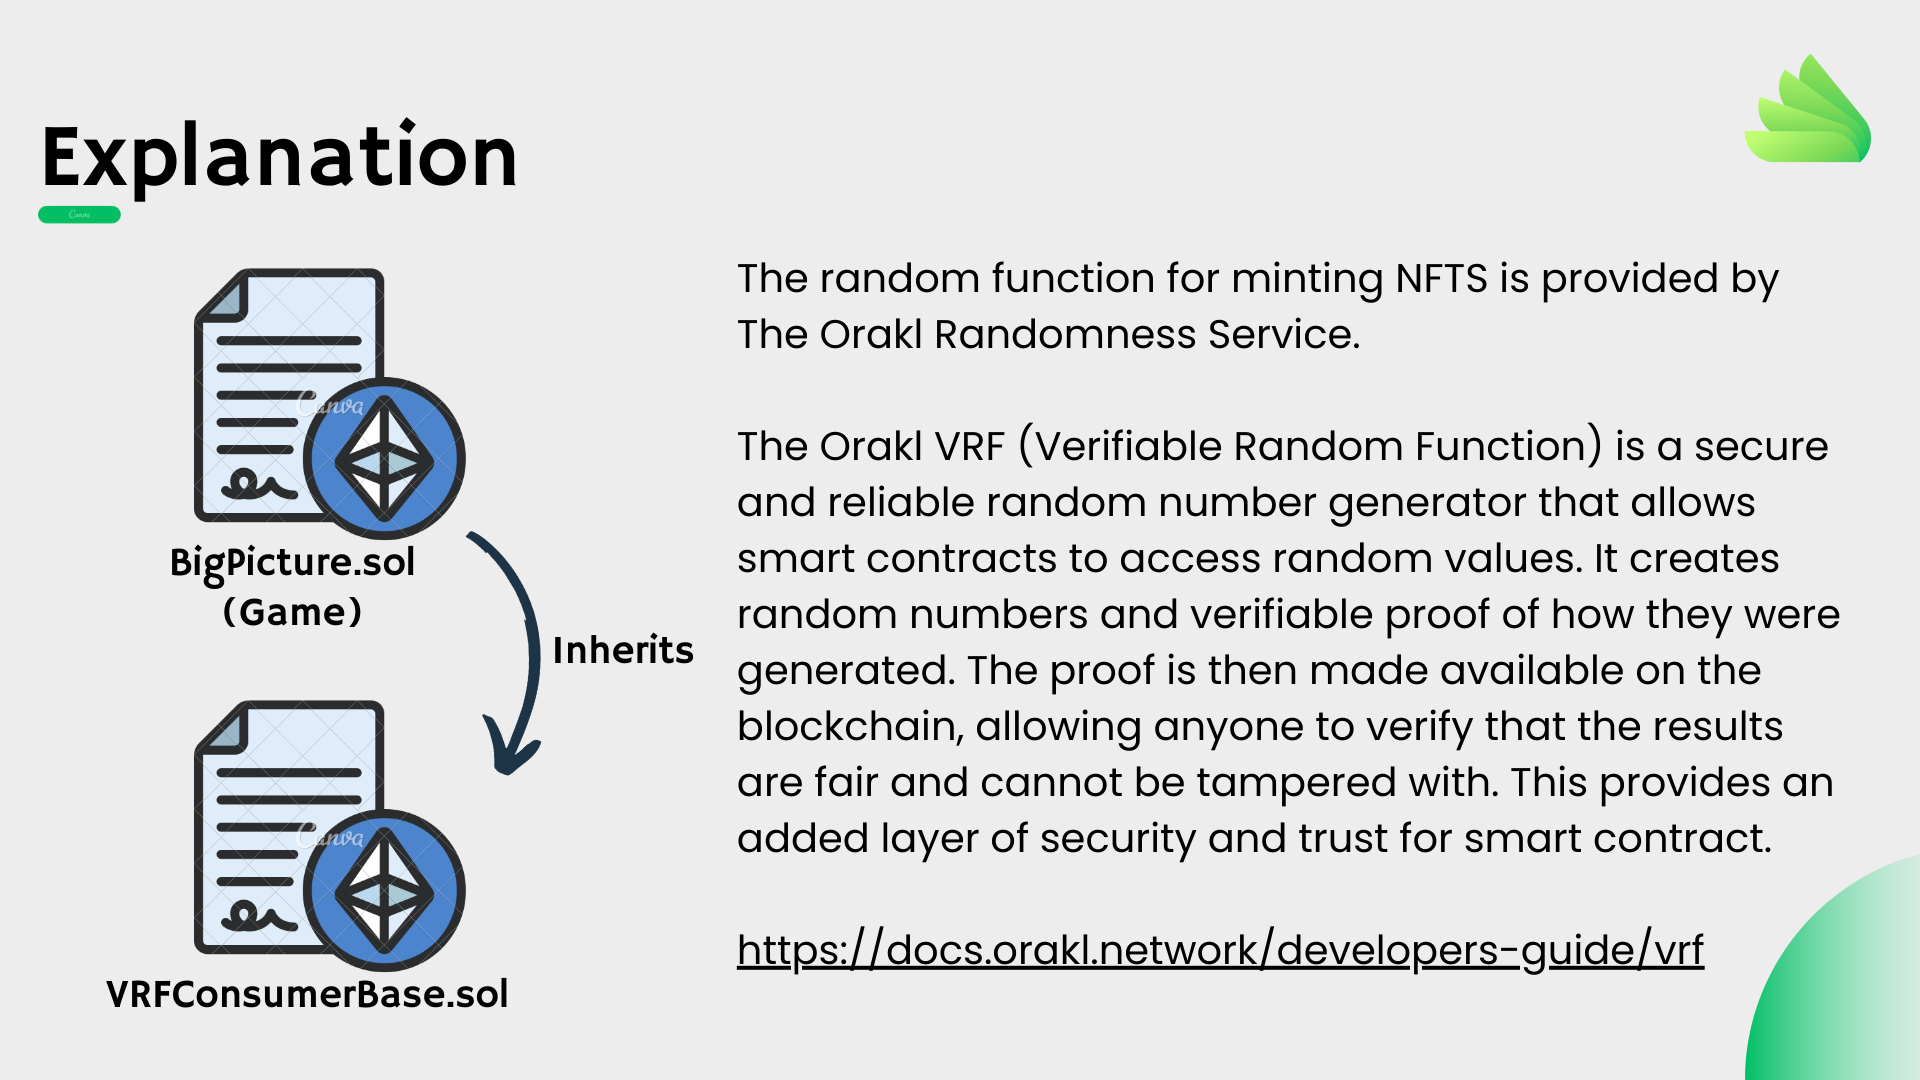 Explanation
Canva
The random function for minting NFTS is provided by
The Orakl Randomness Service.
The Orakl VRF (Verifiable Random Function) is a secure
and reliable random number generator that allows
smart contracts to access random values. It creates
random numbers and verifiable proof of how they were
generated. The proof is then made available on the
blockchain, allowing anyone to verify that the results
are fair and cannot be tampered with. This provides an
added layer of security and trust for smart contract.
https://docs.orakl.network/developers-guide/vrf
Canva
BigPicture.sol
(Game)
Inherits
Canva
VRFConsumerBase.sol